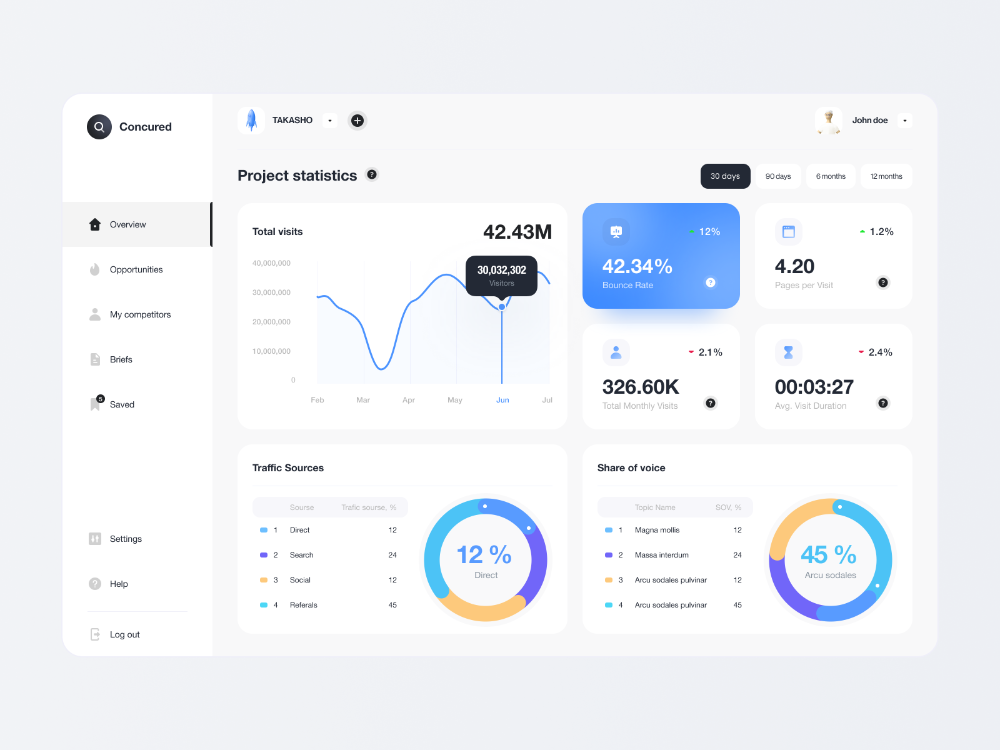 Concured
TAKASHO
John doe
Overview
Opportunities
My competitors
Briefs
5
Saved
Settings
?
Help
Log out
Project statistics ?
30 days 90 days 6 months 12 months
Total visits 42.43M
40,000,000
30,000,000
20,000,000
10,000,000
0
30,032,302
Visitors
Feb Mar Apr May Jun Jul
12%
42.34%
Bounce Rate ?
1.2%
4.20
Pages per Visit ?
2.1%
326.60K
Total Monthly Visits ?
2.4%
00:03:27
Avg. Visit Duration ?
Traffic Sources
Sourse Trafic sourse, %
1 Direct 12
2 Search 24
3 Social 12
4 Referals 45
12 %
Direct
Share of voice
Topic Name SOV, %
1 Magna mollis 12
2 Massa interdum 24
3 Arcu sodales pulvinar 12
4 Arcu sodales pulvinar 45
45 %
Arcu sodales